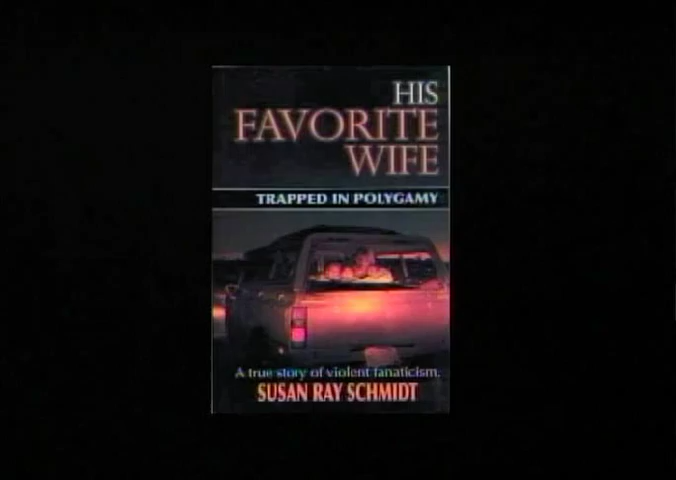 HIS
FAVORITE
WIFE
TRAPPED IN POLYGAMY
A true story of violent fanaticism.
SUSAN RAY SCHMIDT